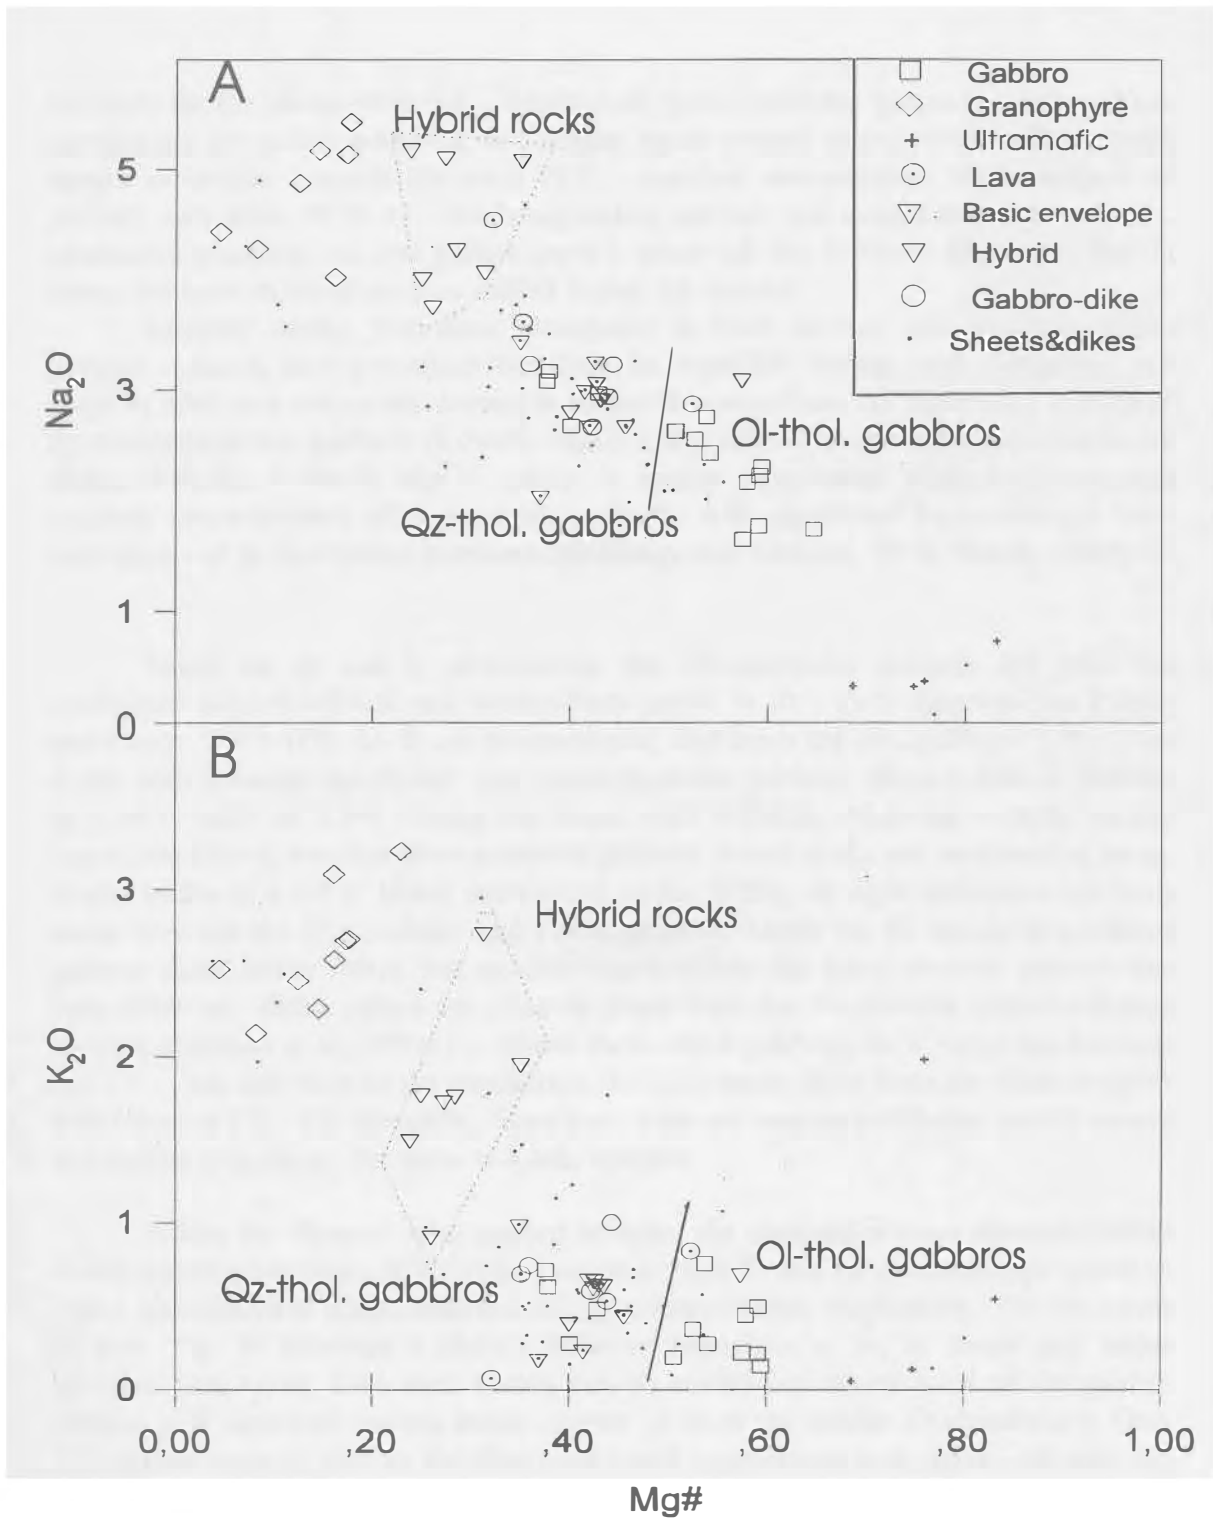 A
Hybrid rocks
Gabbro
Granophyre
Ultramafic
Lava
Basic envelope
Hybrid
Gabbro-dike
Sheets&dikes
5
3
1
0
Na₂O
Ol-thol. gabbros
Qz-thol. gabbros
B
Hybrid rocks
3
2
1
0
K₂O
Ol-thol. gabbros
Qz-thol. gabbros
0,00 ,20 ,40 ,60 ,80 1,00
Mg#